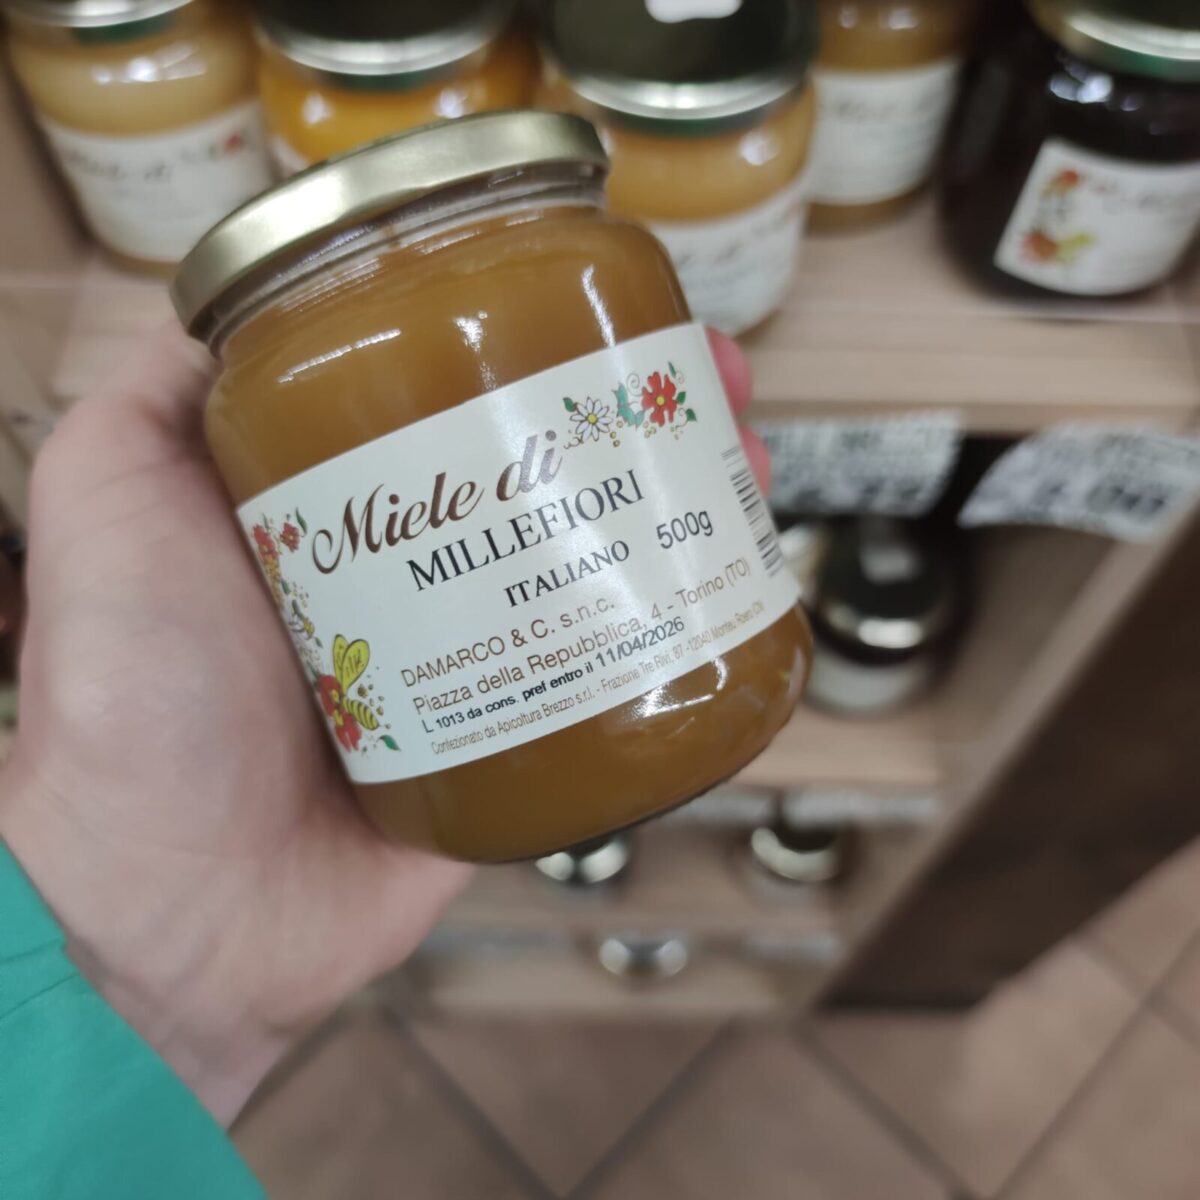 Miele di
MILLEFIORI
ITALIANO 500g
DAMARCO & C. s.n.c.
Piazza della Repubblica, 4 - Torino (TO)
L 1013 da cons. pref entro il 11/04/2026
Confezionato da Apicoltura Brezzo s.r.l. - Frazione Tre Rivi, 87 -12040 Monteu Roero (CN)